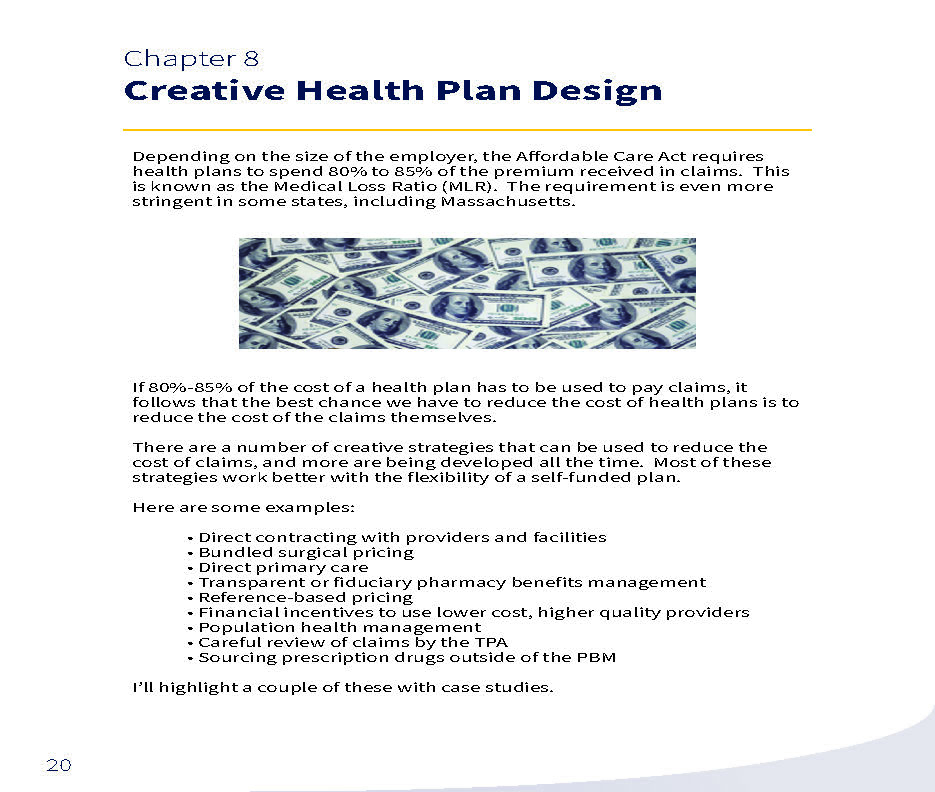 Chapter 8
Creative Health Plan Design
Depending on the size of the employer, the Affordable Care Act requires
health plans to spend 80% to 85% of the premium received in claims.  This
is known as the Medical Loss Ratio (MLR).  The requirement is even more
stringent in some states, including Massachusetts.
If 80%-85% of the cost of a health plan has to be used to pay claims, it
follows that the best chance we have to reduce the cost of health plans is to
reduce the cost of the claims themselves.
There are a number of creative strategies that can be used to reduce the
cost of claims, and more are being developed all the time.  Most of these
strategies work better with the flexibility of a self-funded plan.
Here are some examples:
• Direct contracting with providers and facilities
• Bundled surgical pricing
• Direct primary care
• Transparent or fiduciary pharmacy benefits management
• Reference-based pricing
• Financial incentives to use lower cost, higher quality providers
• Population health management
• Careful review of claims by the TPA
• Sourcing prescription drugs outside of the PBM
I’ll highlight a couple of these with case studies.
20